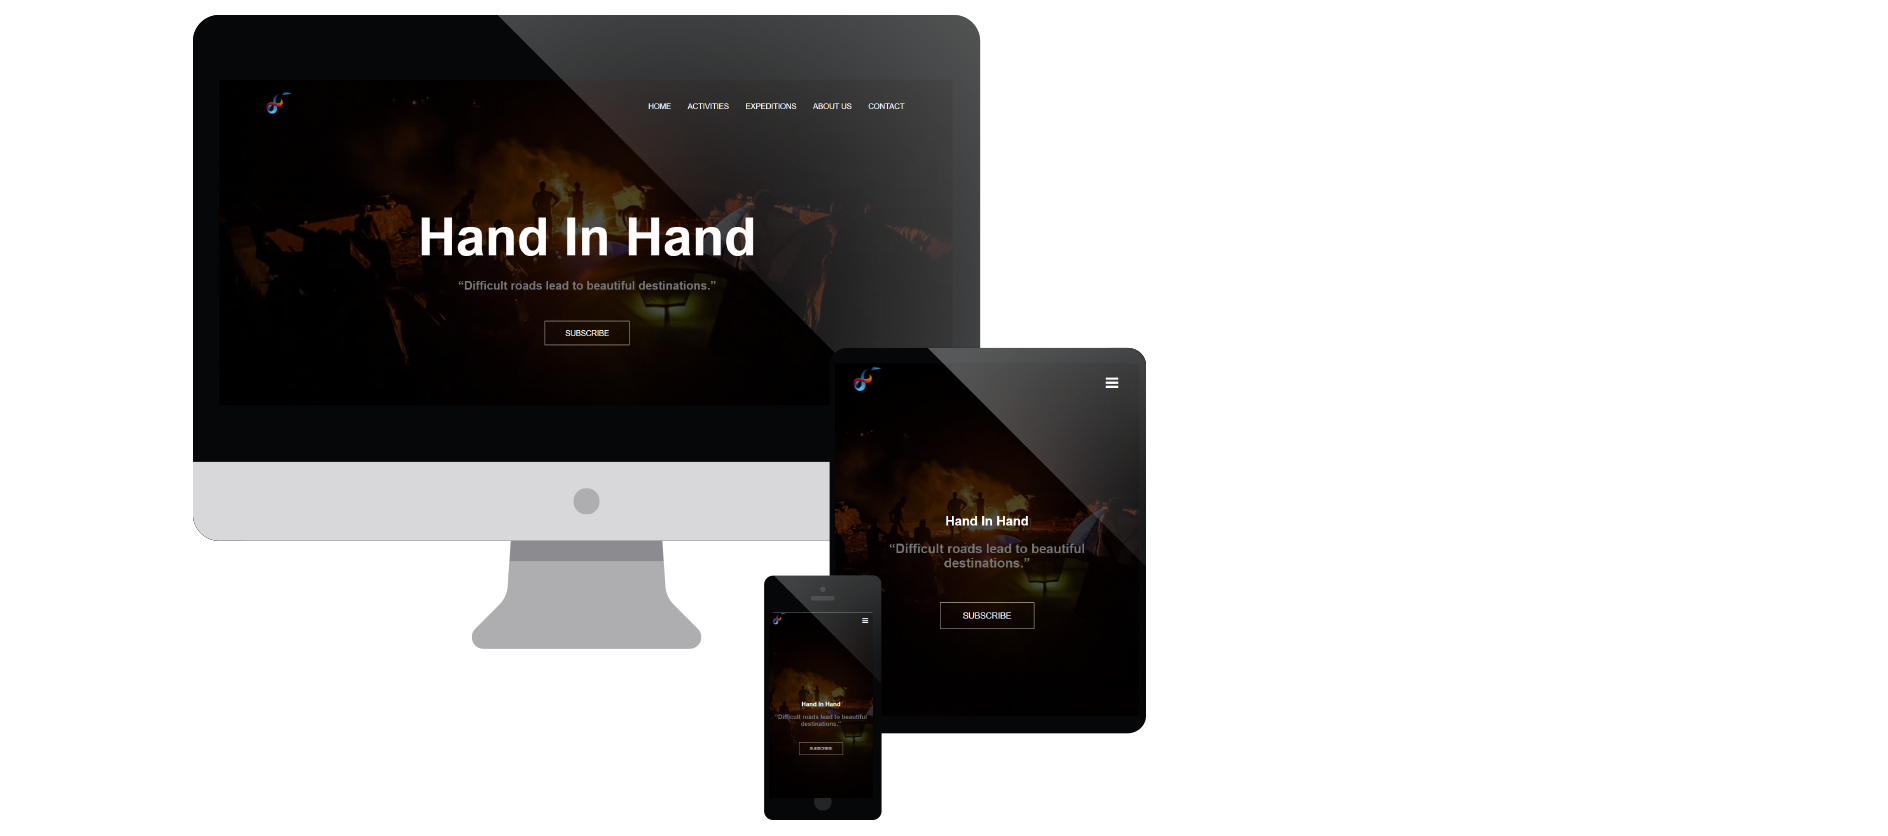 HOME ACTIVITIES EXPEDITIONS ABOUT US CONTACT
Hand In Hand
“Difficult roads lead to beautiful destinations.”
SUBSCRIBE
Hand In Hand
“Difficult roads lead to beautiful
destinations.”
SUBSCRIBE
Hand In Hand
“Difficult roads lead to beautiful
destinations.”
SUBSCRIBE